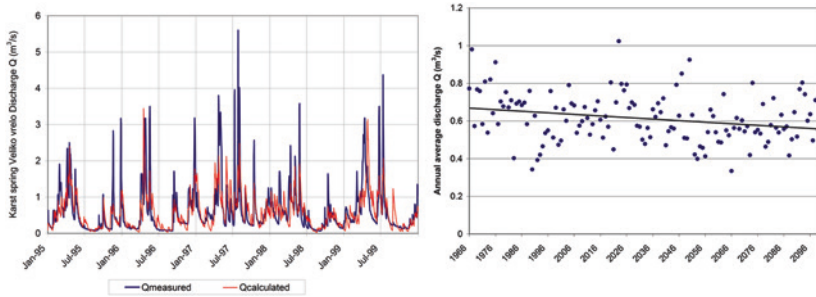 Karst spring Veliko vrelo Discharge Q (m³/s)
6
5
4
3
2
1
0
Jan-95
Jul-95
Jan-96
Jul-96
Jan-97
Jul-97
Jan-98
Jul-98
Jan-99
Jul-99
Qmeasured
Qcalculated
Annual average discharge Q (m³/s)
1.2
1
0.8
0.6
0.4
0.2
0
1966
1976
1986
1996
2006
2016
2026
2036
2046
2056
2066
2076
2086
2096